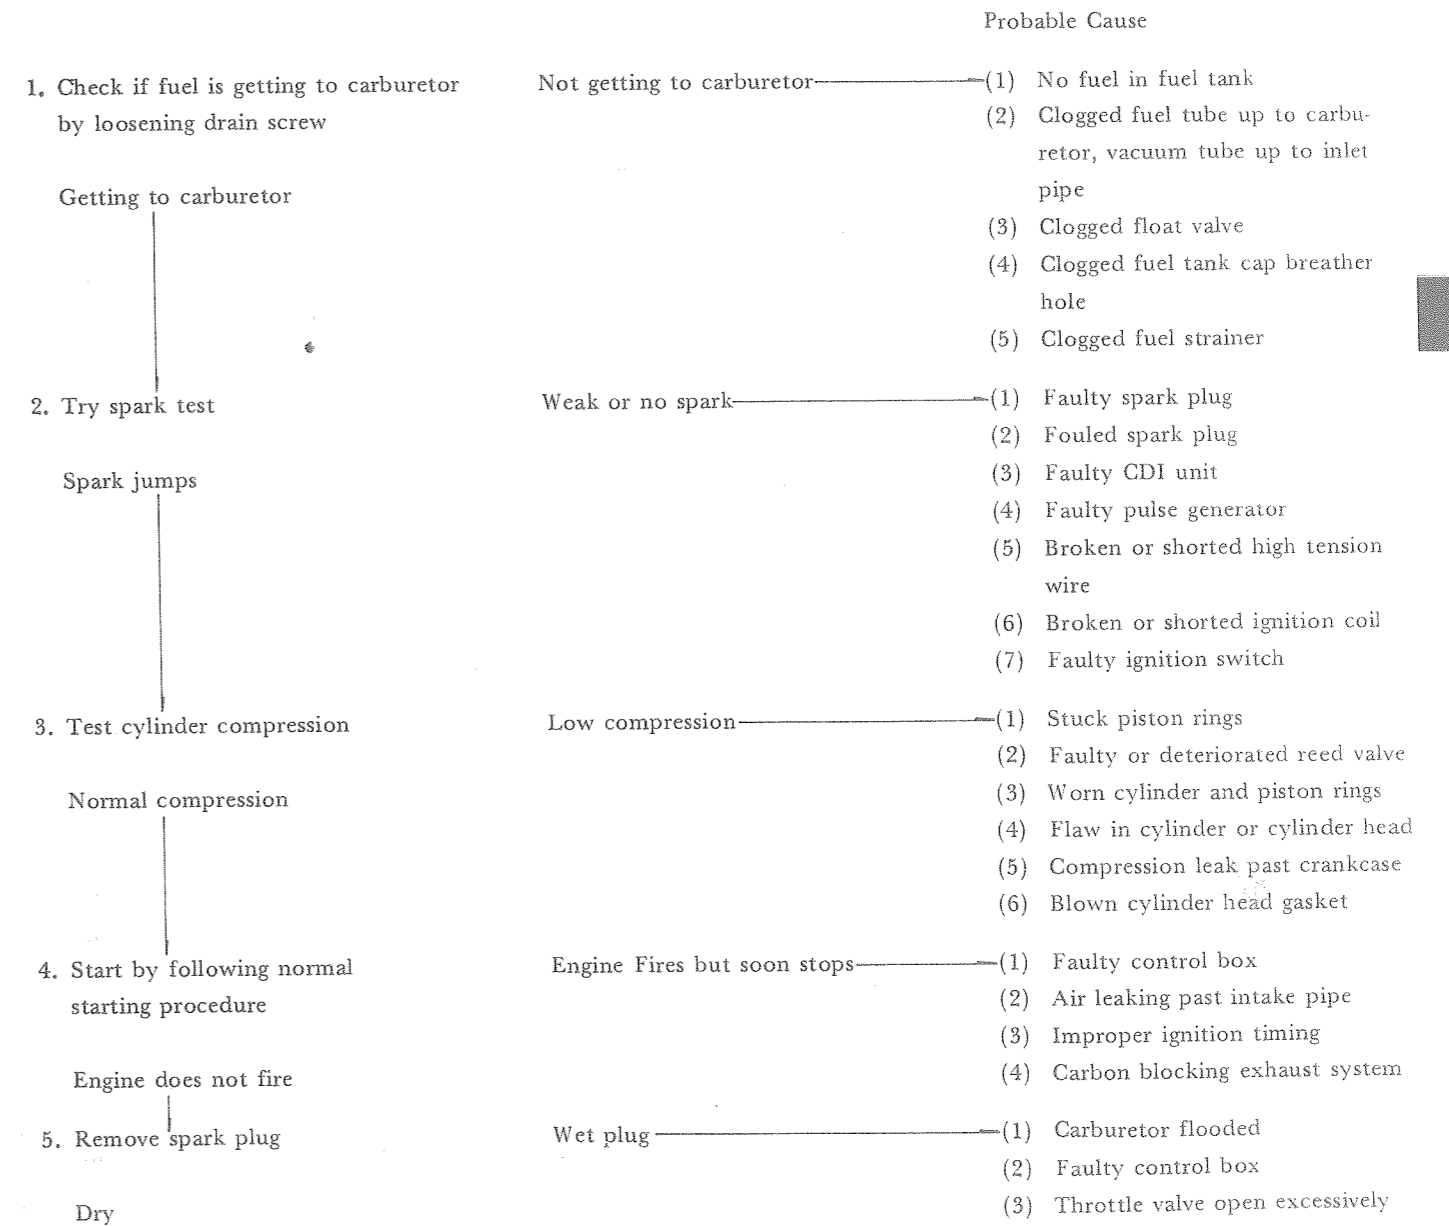 Probable Cause
1. Check if fuel is getting to carburetor
by loosening drain screw
Not getting to carburetor
(1) No fuel in fuel tank
(2) Clogged fuel tube up to carbu-
retor, vacuum tube up to inlet
pipe
Getting to carburetor
(3) Clogged float valve
(4) Clogged fuel tank cap breather
hole
(5) Clogged fuel strainer
2. Try spark test
Weak or no spark
(1) Faulty spark plug
(2) Fouled spark plug
Spark jumps
(3) Faulty CDI unit
(4) Faulty pulse generator
(5) Broken or shorted high tension
wire
(6) Broken or shorted ignition coil
(7) Faulty ignition switch
3. Test cylinder compression
Low compression
(1) Stuck piston rings
(2) Faulty or deteriorated reed valve
Normal compression
(3) Worn cylinder and piston rings
(4) Flaw in cylinder or cylinder head
(5) Compression leak past crankcase
(6) Blown cylinder head gasket
4. Start by following normal
starting procedure
Engine Fires but soon stops
(1) Faulty control box
(2) Air leaking past intake pipe
(3) Improper ignition timing
(4) Carbon blocking exhaust system
Engine does not fire
5. Remove spark plug
Wet plug
(1) Carburetor flooded
(2) Faulty control box
(3) Throttle valve open excessively
Dry